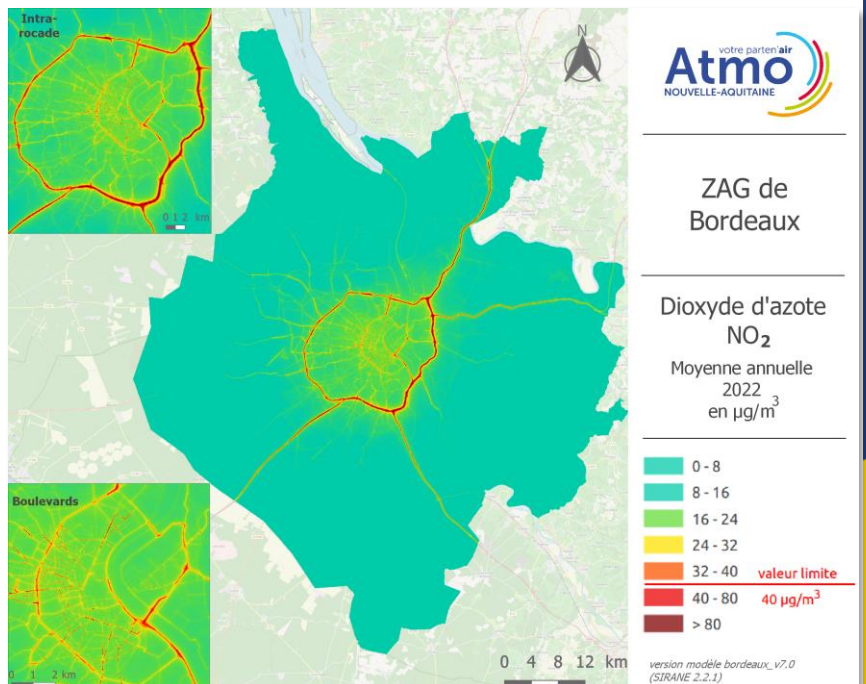 Intra-
rocade
0 1 2 km
Boulevards
0 1 2 km
N
0 4 8 12 km
votre parten'air
Atmo
NOUVELLE-AQUITAINE
ZAG de
Bordeaux
Dioxyde d'azote
NO₂
Moyenne annuelle
2022
en µg/m³
0 - 8
8 - 16
16 - 24
24 - 32
32 - 40 valeur limite
40 - 80 40 µg/m³
> 80
version modèle bordeaux_v7.0
(SIRANE 2.2.1)